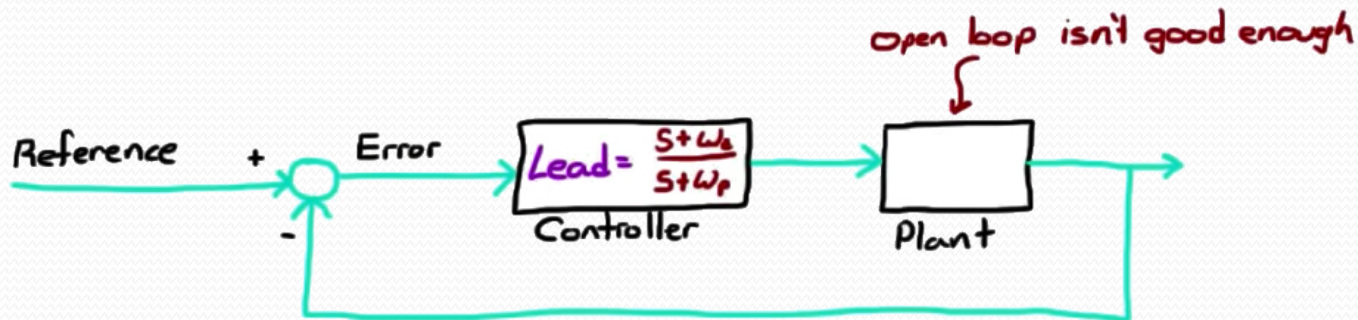 open loop isn't good enough
Reference
+
Error
Lead = S+ωz
S+ωp
-
Controller
Plant